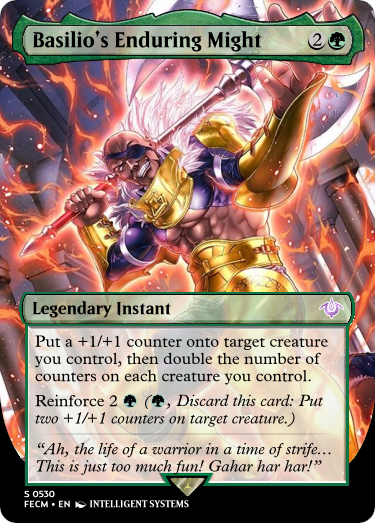 Basilio's Enduring Might 2
Legendary Instant
Put a +1/+1 counter onto target creature
you control, then double the number of
counters on each creature you control.
Reinforce 2 (, Discard this card: Put
two +1/+1 counters on target creature.)
“Ah, the life of a warrior in a time of strife...
This is just too much fun! Gahar har har!”
S 0530
FECM • EN INTELLIGENT SYSTEMS